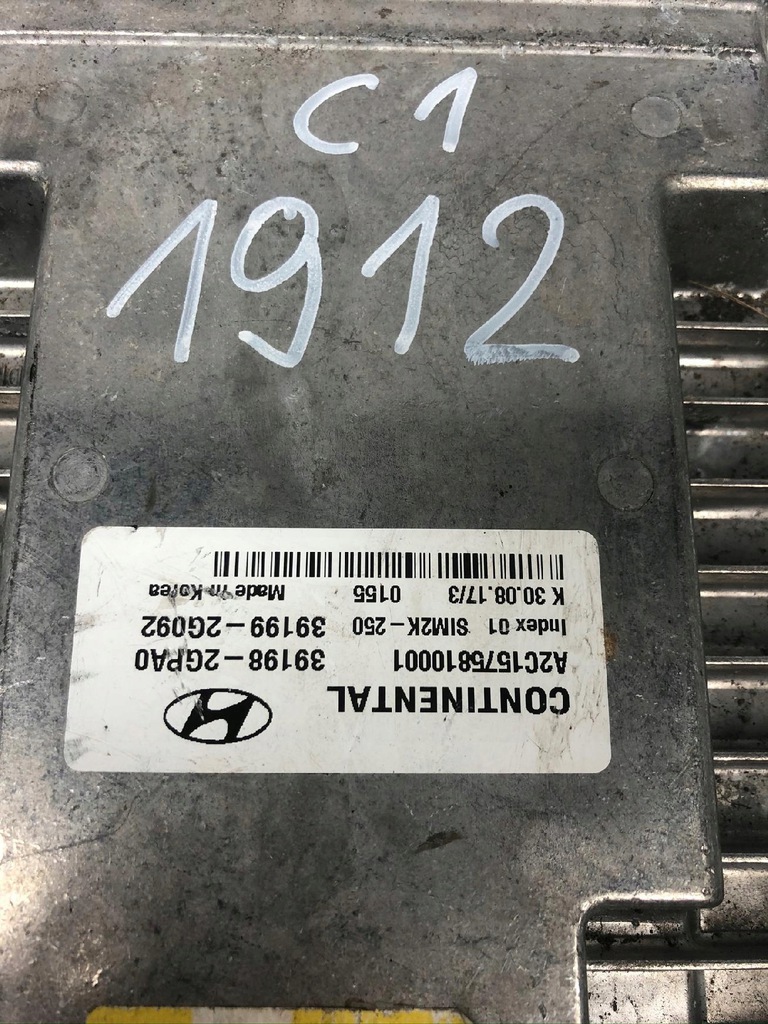 C1
1912
CONTINENTAL
A2C1575810001 39198-2GPA0
Index 01 SIM2K-250 39199-2G092
K 30.08.17/3 0155 Made in Korea